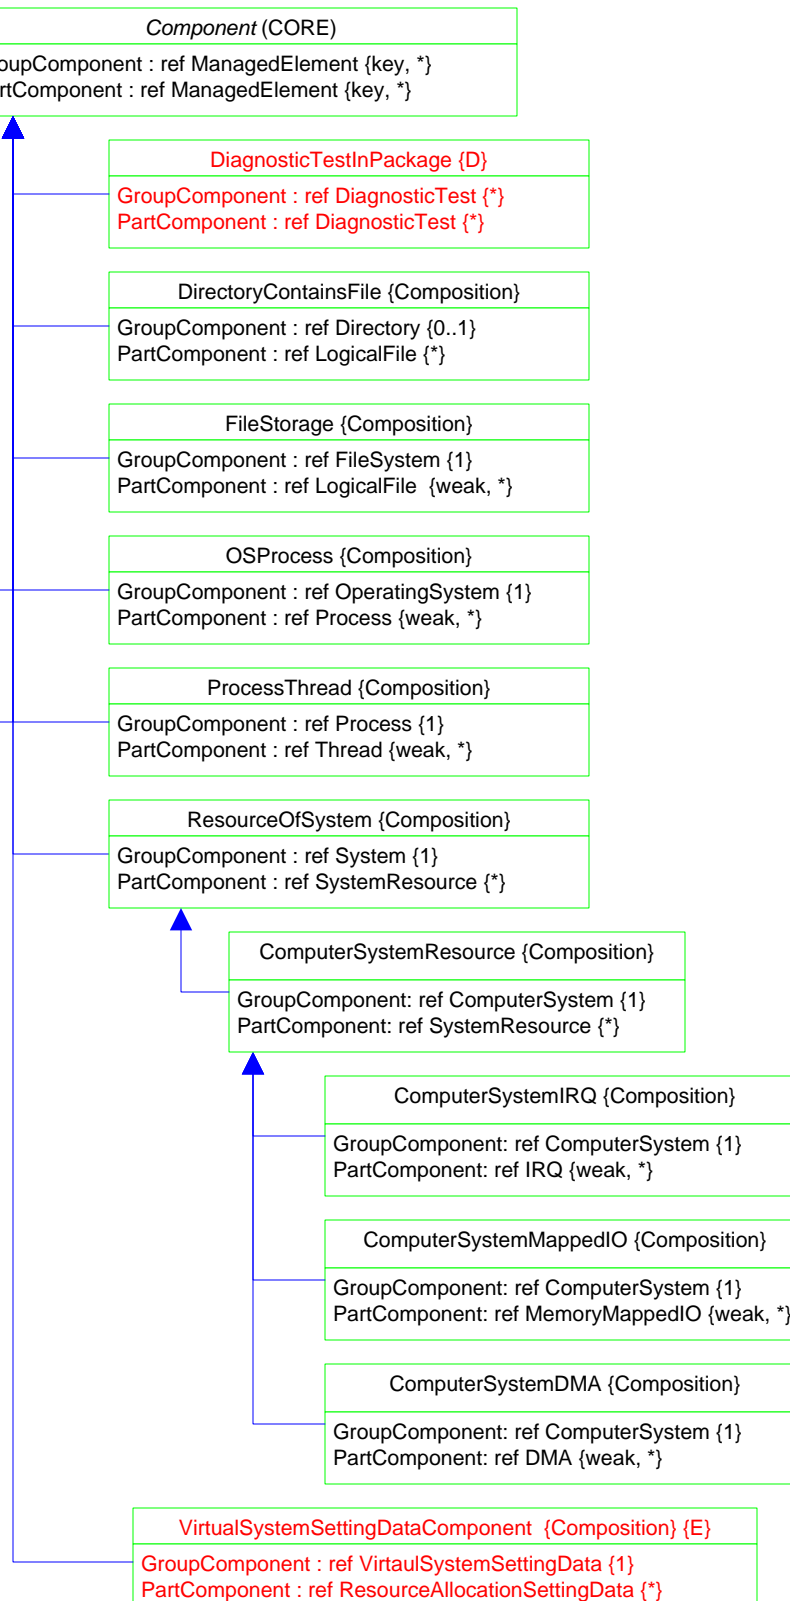 Component (CORE)
oupComponent : ref ManagedElement {key, *}
rtComponent : ref ManagedElement {key, *}
DiagnosticTestInPackage {D}
GroupComponent : ref DiagnosticTest {*}
PartComponent : ref DiagnosticTest {*}
DirectoryContainsFile {Composition}
GroupComponent : ref Directory {0..1}
PartComponent : ref LogicalFile {*}
FileStorage {Composition}
GroupComponent : ref FileSystem {1}
PartComponent : ref LogicalFile {weak, *}
OSProcess {Composition}
GroupComponent : ref OperatingSystem {1}
PartComponent : ref Process {weak, *}
ProcessThread {Composition}
GroupComponent : ref Process {1}
PartComponent : ref Thread {weak, *}
ResourceOfSystem {Composition}
GroupComponent : ref System {1}
PartComponent : ref SystemResource {*}
ComputerSystemResource {Composition}
GroupComponent: ref ComputerSystem {1}
PartComponent: ref SystemResource {*}
ComputerSystemIRQ {Composition}
GroupComponent: ref ComputerSystem {1}
PartComponent: ref IRQ {weak, *}
ComputerSystemMappedIO {Composition}
GroupComponent: ref ComputerSystem {1}
PartComponent: ref MemoryMappedIO {weak, *}
ComputerSystemDMA {Composition}
GroupComponent: ref ComputerSystem {1}
PartComponent: ref DMA {weak, *}
VirtualSystemSettingDataComponent {Composition} {E}
GroupComponent : ref VirtaulSystemSettingData {1}
PartComponent : ref ResourceAllocationSettingData {*}